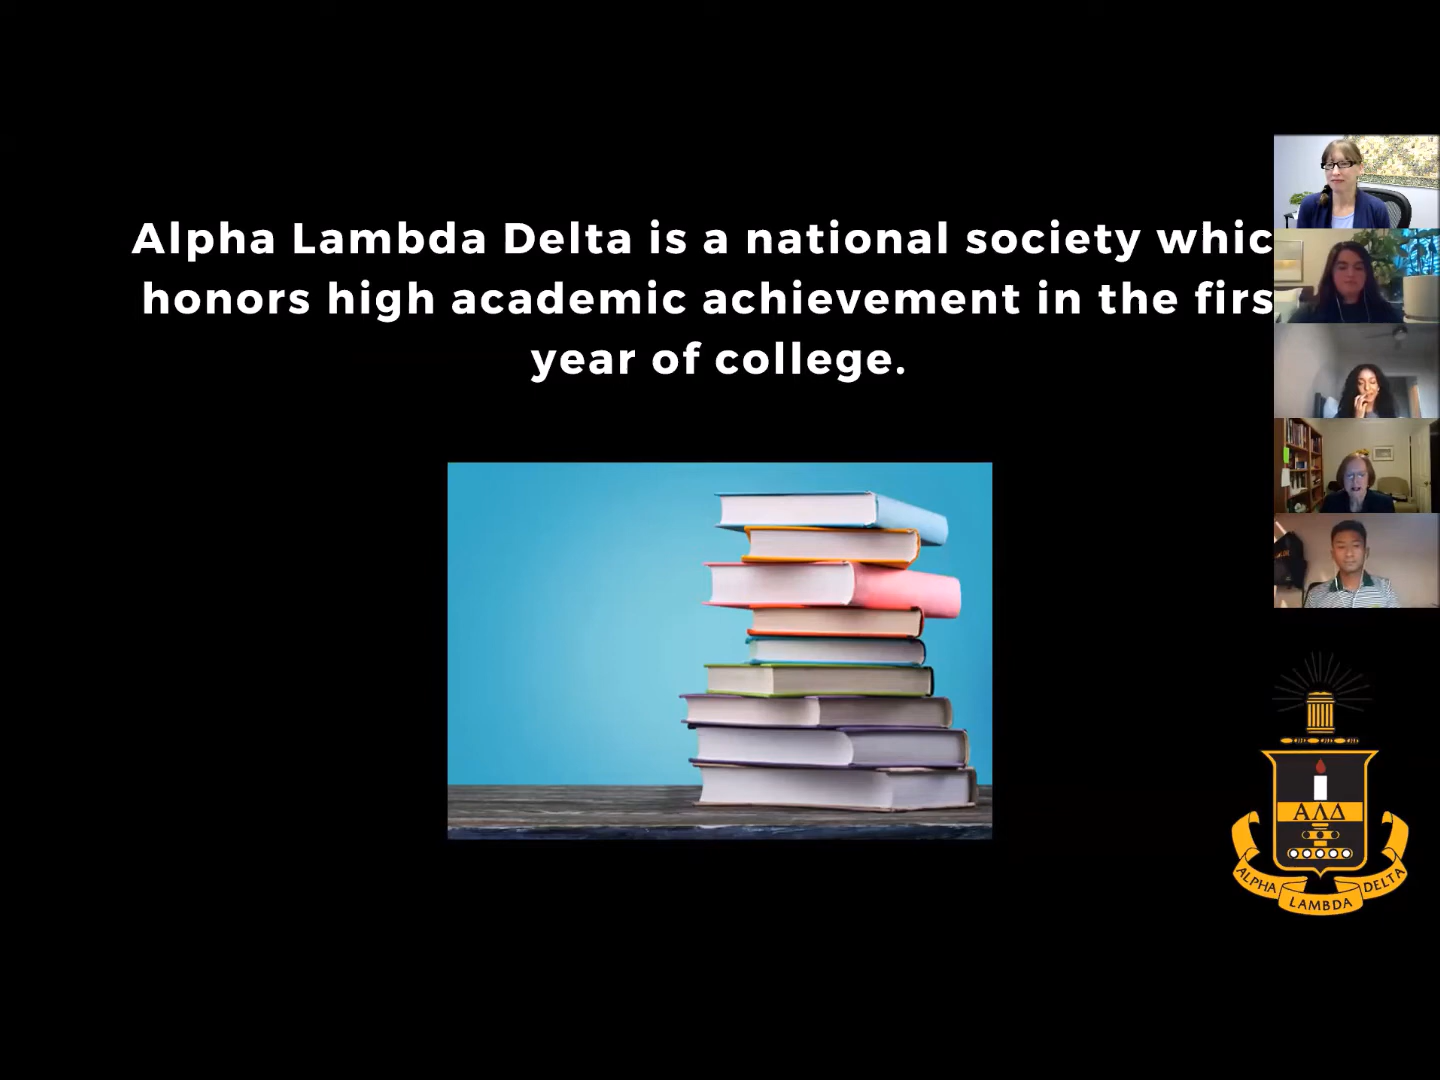 Alpha Lambda Delta is a national society whic
honors high academic achievement in the firs
year of college.
ΑΛΔ
ALPHA LAMBDA DELTA